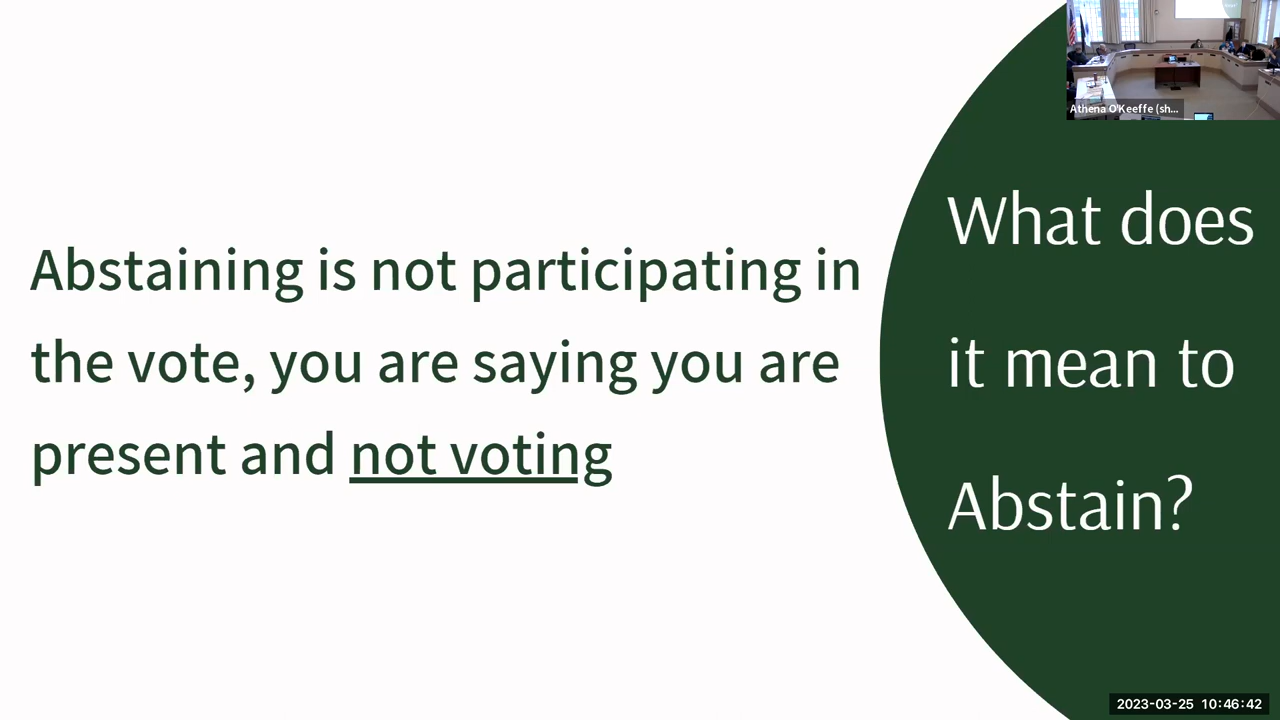 Abstaining is not participating in
the vote, you are saying you are
present and not voting
What does
it mean to
Abstain?
Athena O'Keeffe (sh...
2023-03-25 10:46:42